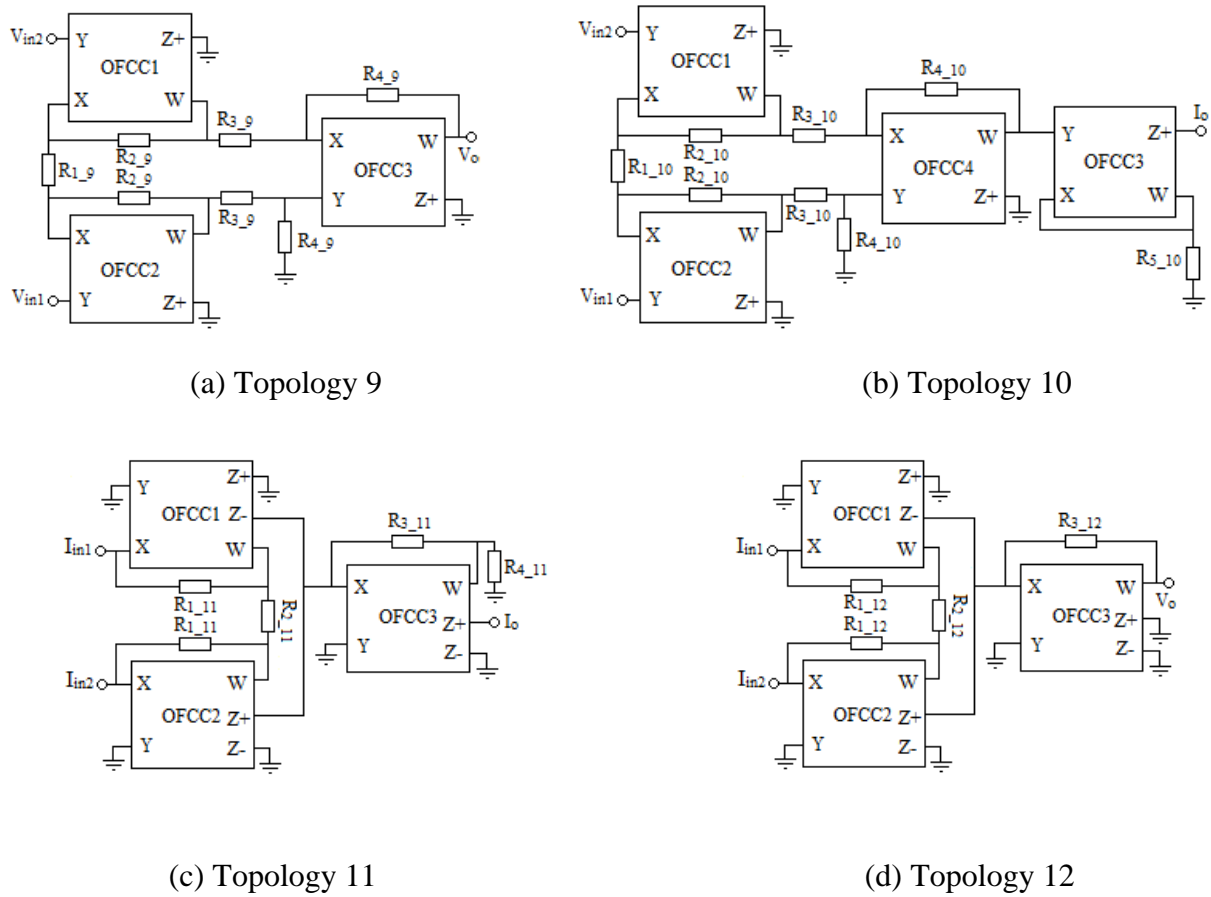 Vin2 Y Z+
OFCC1
X W
R4_9
R3_9
R2_9
R2_9
R1_9
R3_9
R4_9
X W
Vo
OFCC3
Y Z+
X W
OFCC2
Vin1 Y Z+
(a) Topology 9
Vin2 Y Z+
OFCC1
X W
R4_10
R3_10
R2_10
R2_10
R1_10
R3_10
R4_10
X W
OFCC4
Y Z+
Y Z+ Io
OFCC3
X W
R5_10
X W
OFCC2
Vin1 Y Z+
(b) Topology 10
Y Z+
OFCC1 Z-
Iin1 X W
R1_11
R1_11
R2_11
R3_11
R4_11
X W
OFCC3 Z+ Io
Y Z-
Iin2 X W
OFCC2 Z+
Y Z-
(c) Topology 11
Y Z+
OFCC1 Z-
Iin1 X W
R1_12
R1_12
R2_12
R3_12
X W
Vo
OFCC3 Z+
Y Z-
Iin2 X W
OFCC2 Z+
Y Z-
(d) Topology 12